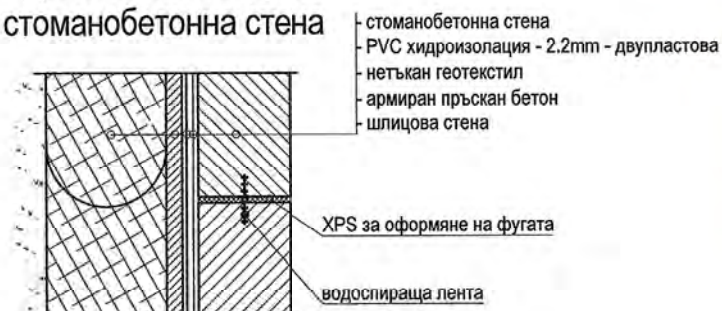 стоманобетонна стена
- стоманобетонна стена
- PVC хидроизолация - 2.2mm - двупластова
- нетъкан геотекстил
- армиран пръскан бетон
- шлицова стена
XPS за оформяне на фугата
водоспираща лента